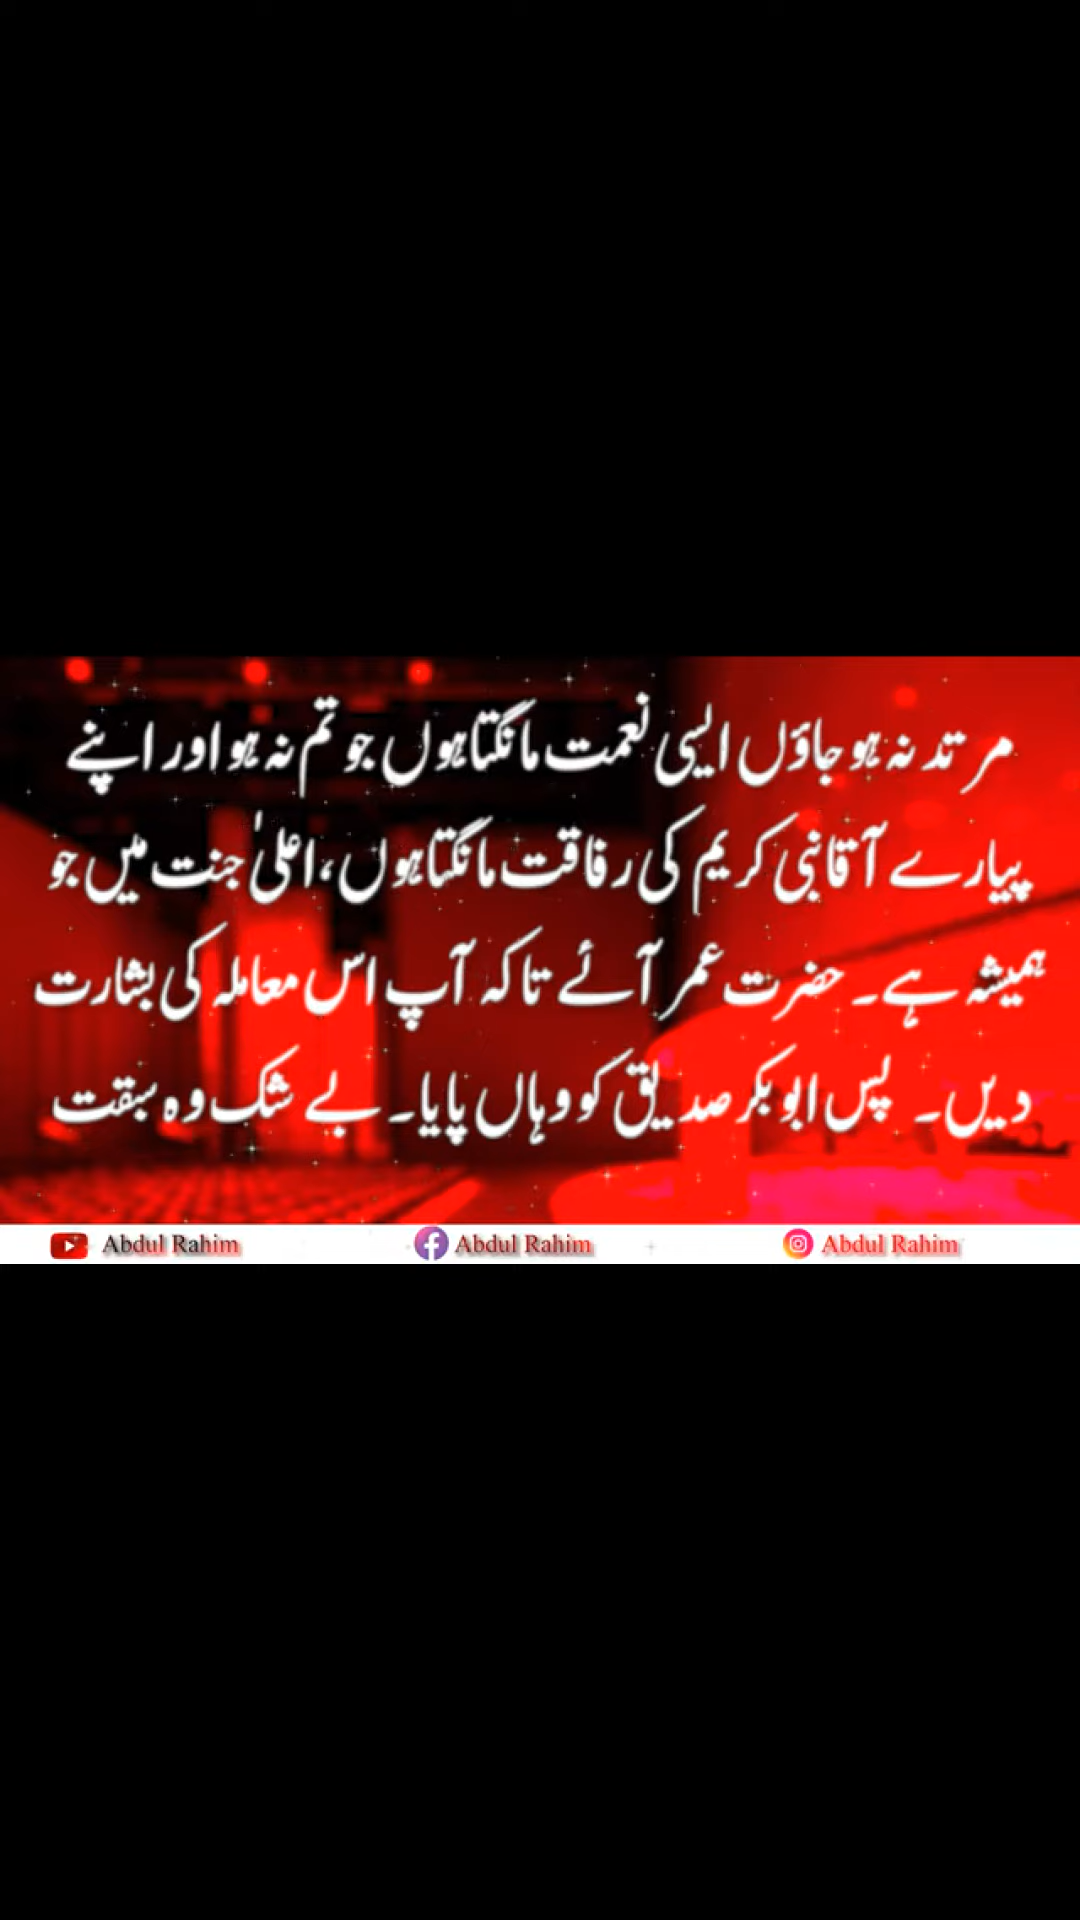 مرتد نہ ہو جاؤں ایسی نعمت مانگتا ہوں جو تم نہ ہو اور اپنے
پیارے آقا نبی کریم کی رفاقت مانگتا ہوں، اعلیٰ جنت میں جو
ہمیشہ ہے۔ حضرت عمر آئے تاکہ آپ اس معاملہ کی بشارت
دیں۔ پس ابو بکر صدیق کو وہاں پایا۔ بے شک وہ سبقت
Abdul Rahim Abdul Rahim Abdul Rahim